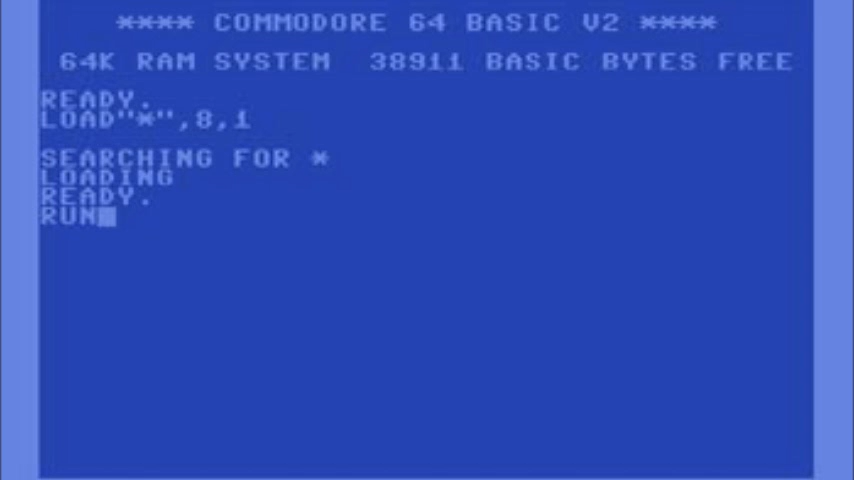 **** COMMODORE 64 BASIC V2 ****
64K RAM SYSTEM  38911 BASIC BYTES FREE
READY.
LOAD"*",8,1
SEARCHING FOR *
LOADING
READY.
RUN